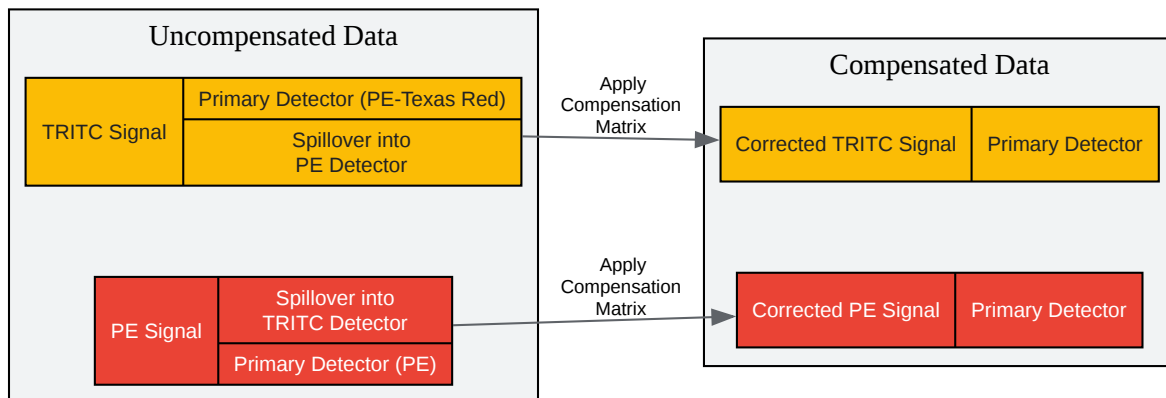 Uncompensated Data
TRITC Signal
Primary Detector (PE-Texas Red)
Spillover into
PE Detector
PE Signal
Spillover into
TRITC Detector
Primary Detector (PE)
Apply
Compensation
Matrix
Apply
Compensation
Matrix
Compensated Data
Corrected TRITC Signal
Primary Detector
Corrected PE Signal
Primary Detector